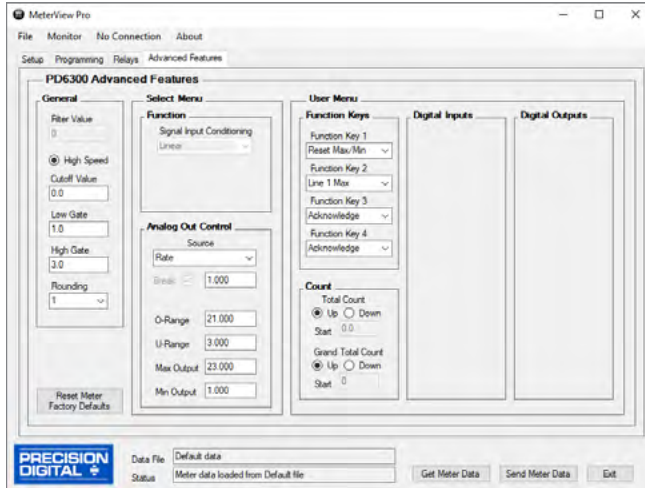 MeterView Pro
File Monitor No Connection About
Setup Programming Relays Advanced Features
PD6300 Advanced Features
General
Filter Value
0
High Speed
Cutoff Value
0.0
Low Gate
1.0
High Gate
3.0
Rounding
1
Reset Meter
Factory Defaults
Select Menu
Function
Signal Input Conditioning
Linear
Analog Out Control
Source
Rate
Break 1.000
O-Range 21.000
U-Range 3.000
Max Output 23.000
Min Output 1.000
User Menu
Function Keys
Function Key 1
Reset Max/Min
Function Key 2
Line 1 Max
Function Key 3
Acknowledge
Function Key 4
Acknowledge
Count
Total Count
Up Down
Start 0.0
Grand Total Count
Up Down
Start 0
Digital Inputs
Digital Outputs
PRECISION
DIGITAL
Data File Default data
Status Meter data loaded from Default file
Get Meter Data Send Meter Data Exit